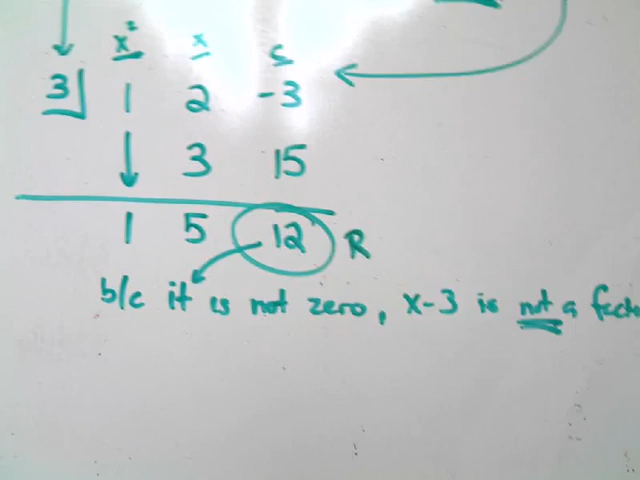 x² x c
3 1 2 -3
3 15
1 5 12 R
b/c it is not zero, x-3 is not a